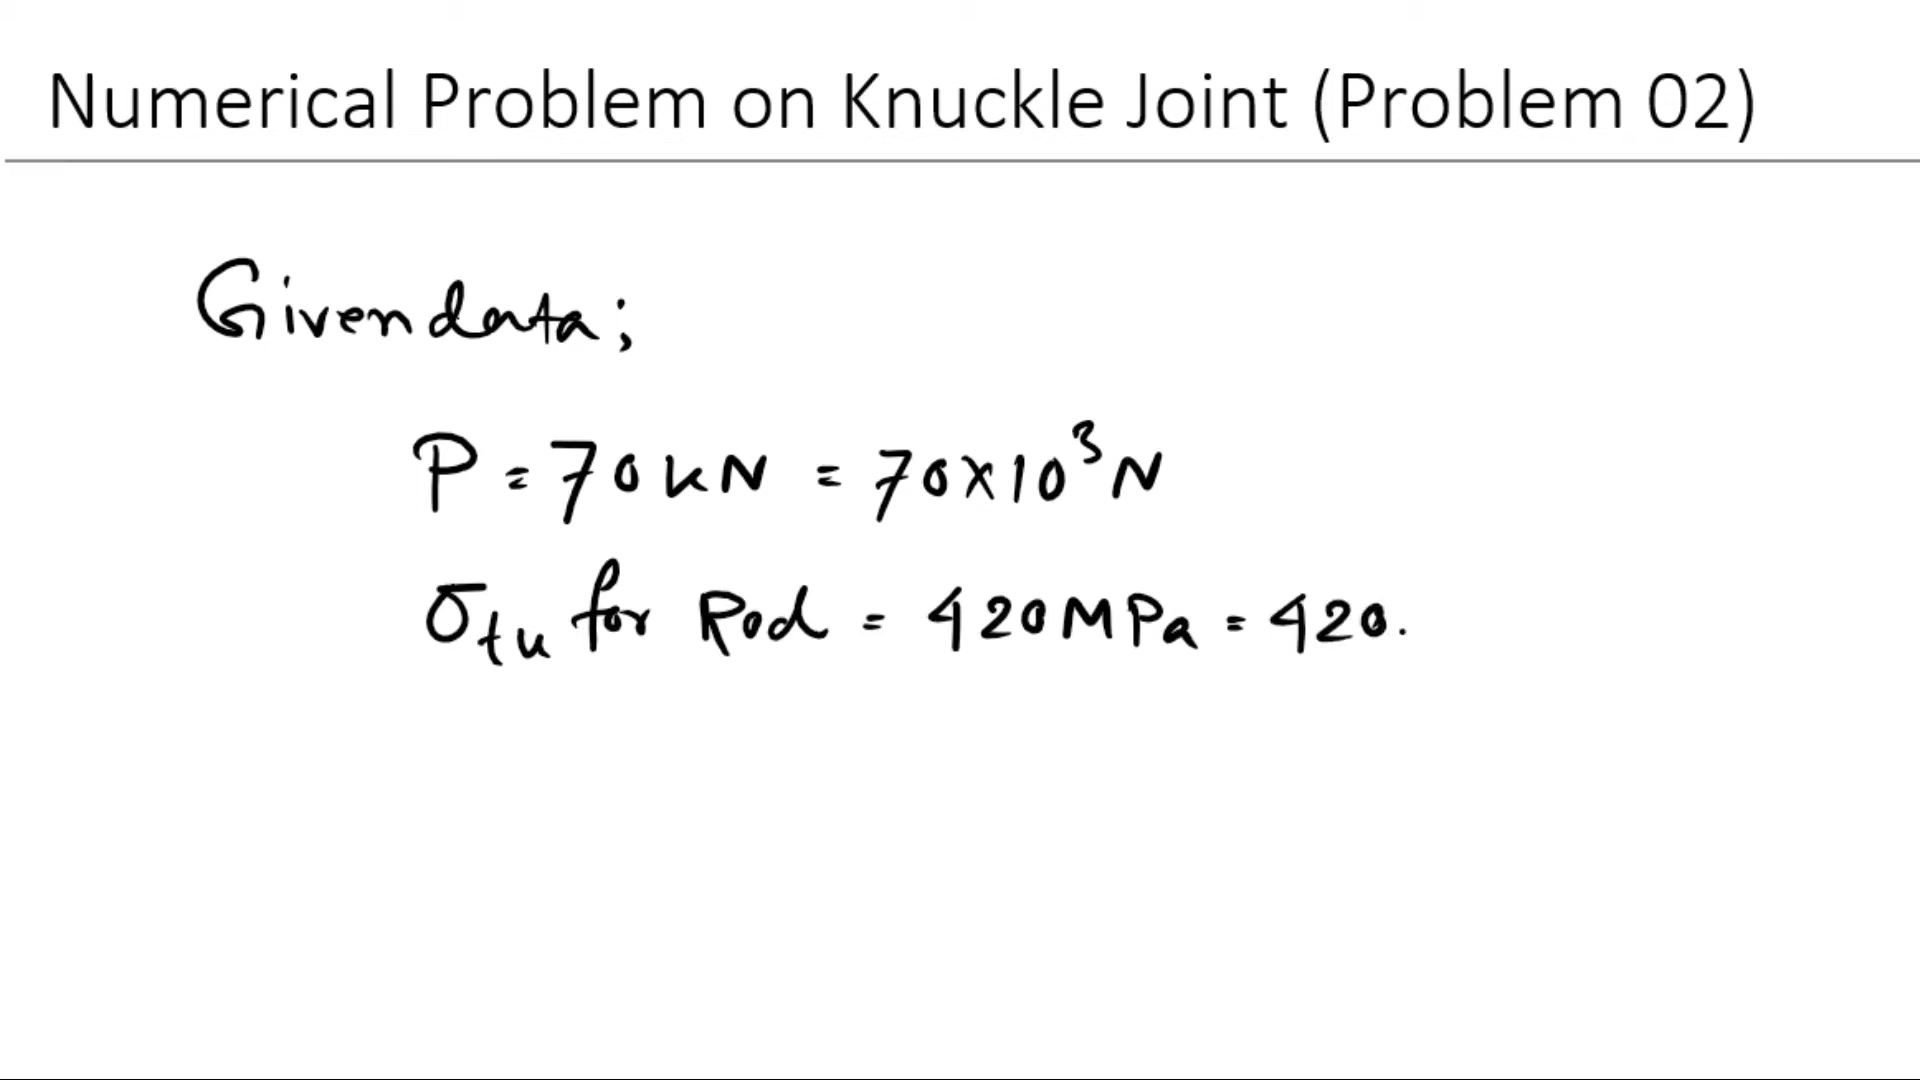 Numerical Problem on Knuckle Joint (Problem 02)
Given data;
P = 70 kN = 70×10³ N
σtu for Rod = 420 MPa = 420.